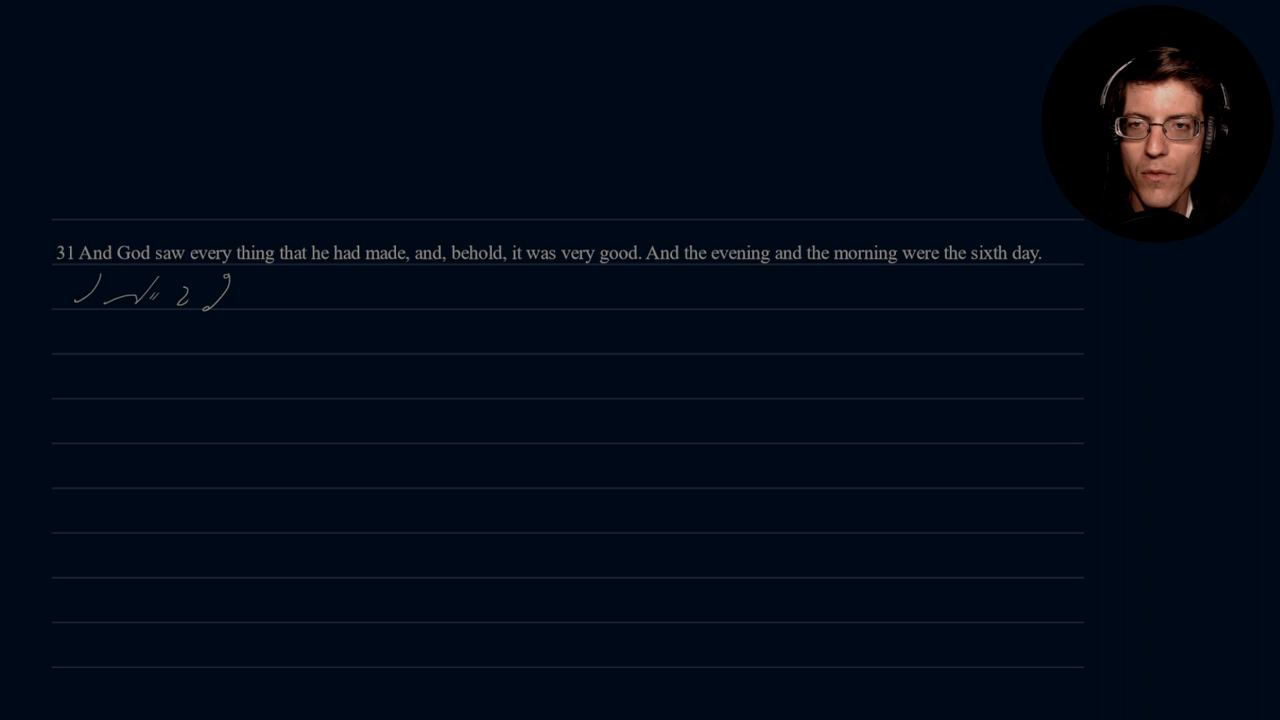 31 And God saw every thing that he had made, and, behold, it was very good. And the evening and the morning were the sixth day.